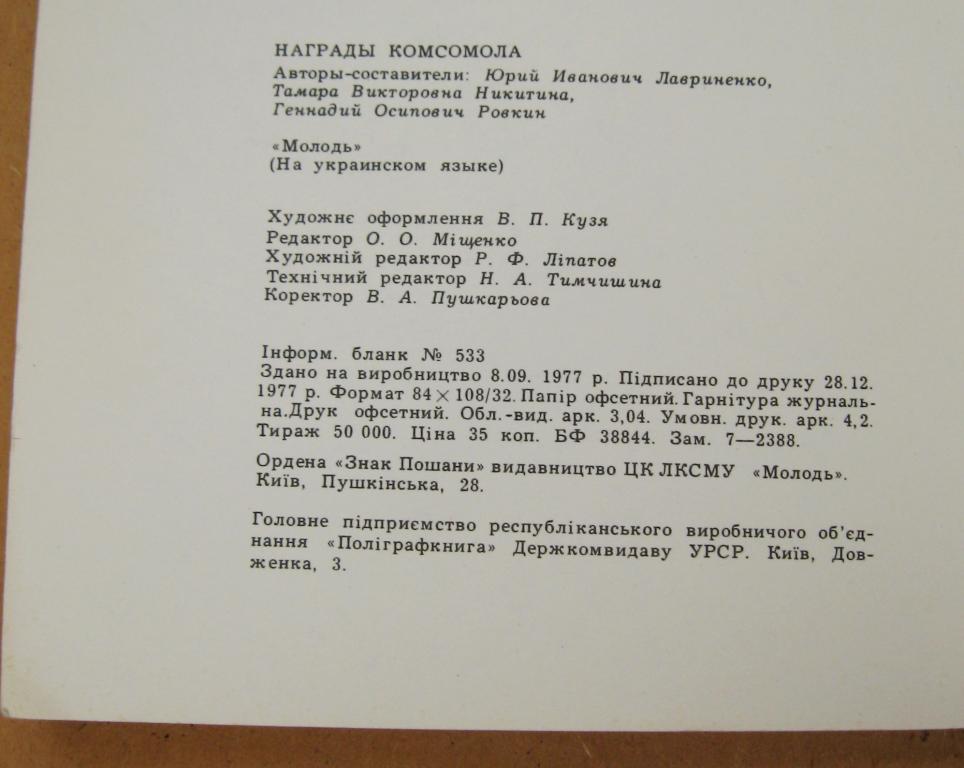 НАГРАДЫ КОМСОМОЛА
Авторы-составители: Юрий Иванович Лавриненко,
Тамара Викторовна Никитина,
Геннадий Осипович Ровкин
«Молодь»
(На украинском языке)
Художнє оформлення В. П. Кузя
Редактор О. О. Міщенко
Художній редактор Р. Ф. Ліпатов
Технічний редактор Н. А. Тимчишина
Коректор В. А. Пушкарьова
Інформ. бланк № 533
Здано на виробництво 8.09. 1977 р. Підписано до друку 28.12.
1977 р. Формат 84×108/32. Папір офсетний. Гарнітура журналь-
на.Друк офсетний. Обл.-вид. арк. 3,04. Умовн. друк. арк. 4,2.
Тираж 50 000. Ціна 35 коп. БФ 38844. Зам. 7—2388.
Ордена «Знак Пошани» видавництво ЦК ЛКСМУ «Молодь».
Київ, Пушкінська, 28.
Головне підприємство республіканського виробничого об'єд-
нання «Поліграфкнига» Держкомвидаву УРСР. Київ, Дов-
женка, 3.